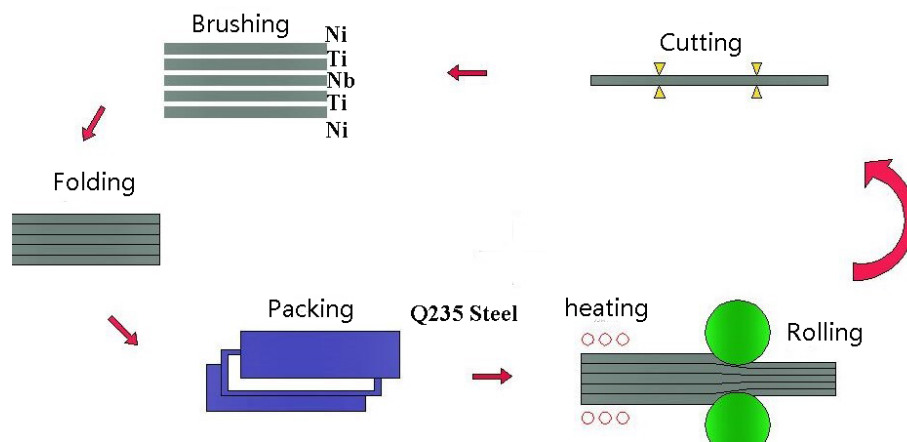 Brushing
Ni
Ti
Nb
Ti
Ni
Cutting
Folding
Packing
Q235 Steel
heating
Rolling